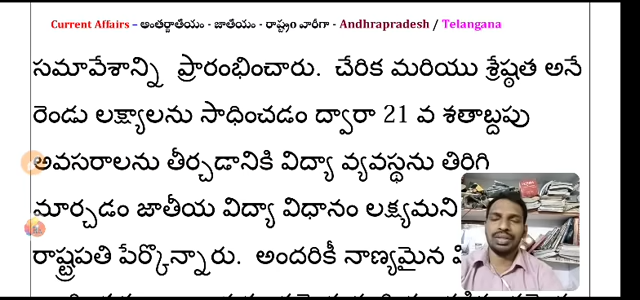 Current Affairs – అంతర్జాతీయం - జాతీయం - రాష్ట్రం వారీగా - Andhrapradesh / Telangana
సమావేశాన్ని ప్రారంభించారు. చేరిక మరియు శ్రేష్ఠత అనే
రెండు లక్ష్యాలను సాధించడం ద్వారా 21 వ శతాబ్దపు
అవసరాలను తీర్చడానికి విద్యా వ్యవస్థను తిరిగి
మార్చడం జాతీయ విద్యా విధానం లక్ష్యమని
రాష్ట్రపతి పేర్కొన్నారు. అందరికీ నాణ్యమైన